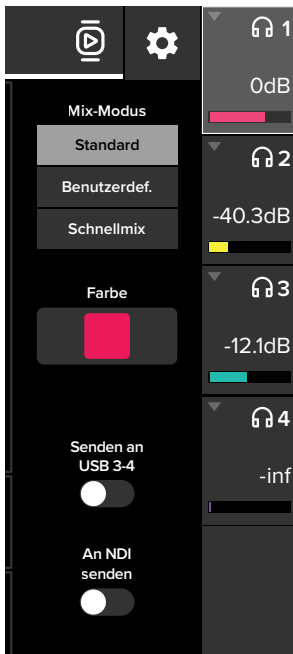 Mix-Modus
Standard
Benutzerdef.
Schnellmix
Farbe
Senden an
USB 3-4
An NDI
senden
1
0dB
2
-40.3dB
3
-12.1dB
4
-inf